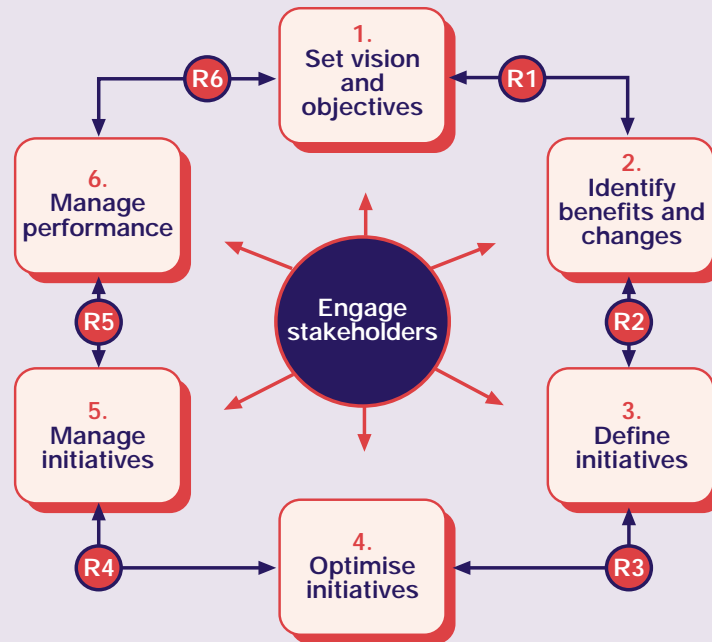 1.
Set vision
and
objectives
R1
2.
Identify
benefits and
changes
R2
3.
Define
initiatives
R3
4.
Optimise
initiatives
R4
5.
Manage
initiatives
R5
6.
Manage
performance
R6
Engage
stakeholders